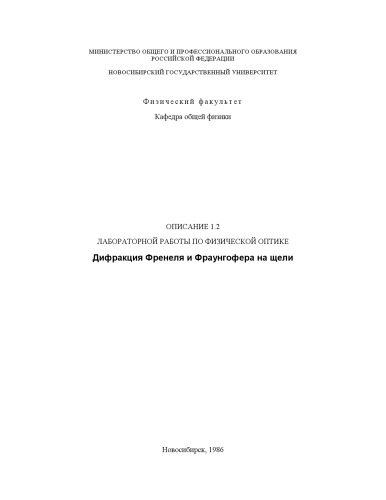 МИНИСТЕРСТВО ОБЩЕГО И ПРОФЕССИОНАЛЬНОГО ОБРАЗОВАНИЯ
РОССИЙСКОЙ ФЕДЕРАЦИИ
НОВОСИБИРСКИЙ ГОСУДАРСТВЕННЫЙ УНИВЕРСИТЕТ
Физический факультет
Кафедра общей физики
ОПИСАНИЕ 1.2
ЛАБОРАТОРНОЙ РАБОТЫ ПО ФИЗИЧЕСКОЙ ОПТИКЕ
Дифракция Френеля и Фраунгофера на щели
Новосибирск, 1986